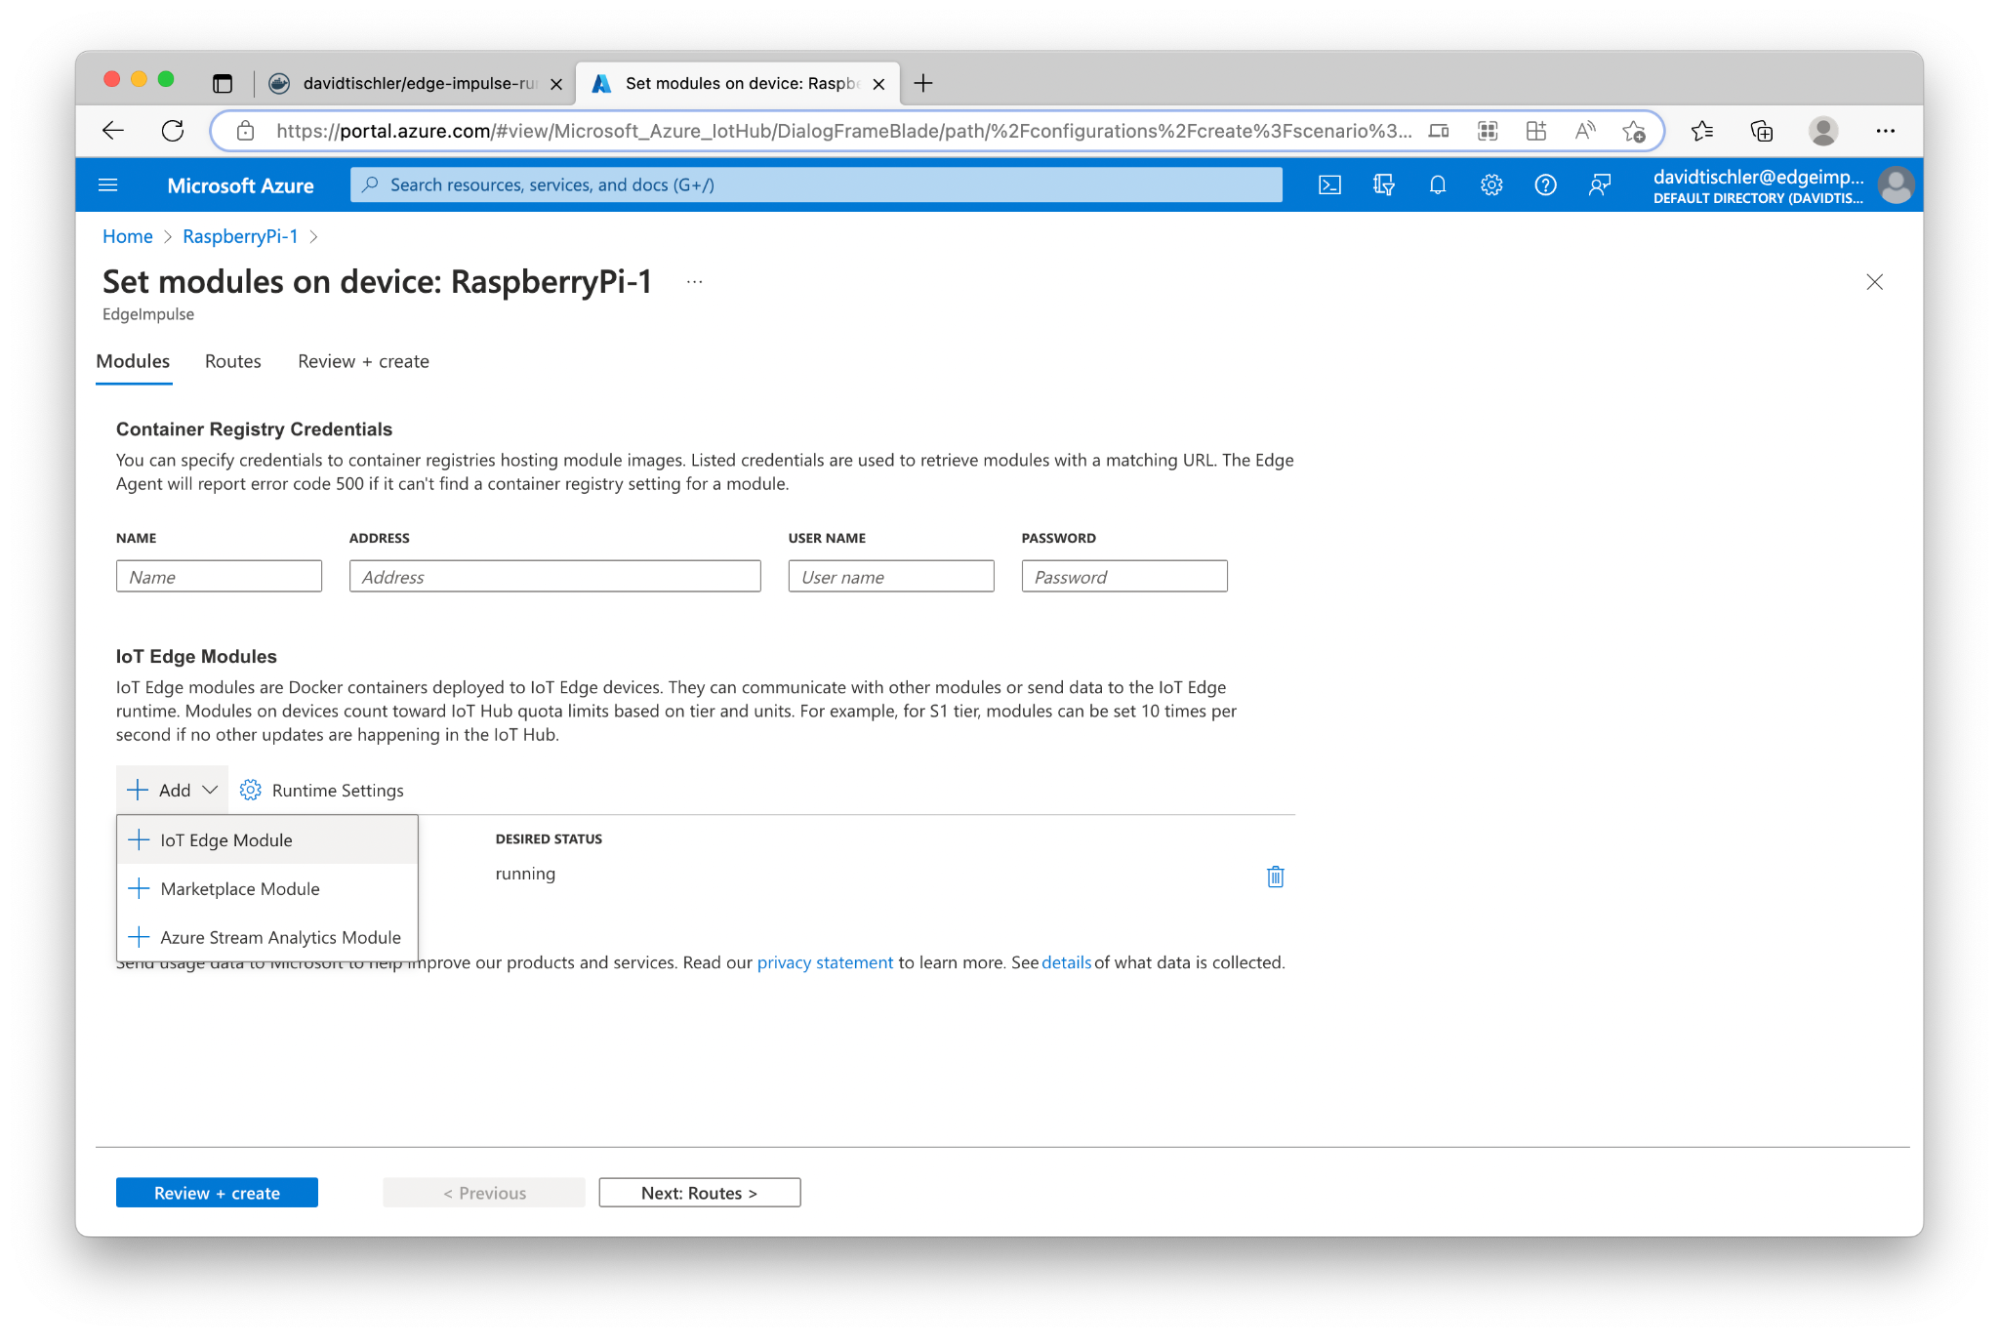 davidtischler/edge-impulse-ru
Set modules on device: Raspb
https://portal.azure.com/#view/Microsoft_Azure_IotHub/DialogFrameBlade/path/%2Fconfigurations%2Fcreate%3Fscenario%3...
Microsoft Azure
Search resources, services, and docs (G+/)
davidtischler@edgeimp...
DEFAULT DIRECTORY (DAVIDTIS...
Home > RaspberryPi-1 >
Set modules on device: RaspberryPi-1 ...
EdgeImpulse
Modules Routes Review + create
Container Registry Credentials
You can specify credentials to container registries hosting module images. Listed credentials are used to retrieve modules with a matching URL. The Edge
Agent will report error code 500 if it can't find a container registry setting for a module.
NAME ADDRESS USER NAME PASSWORD
Name Address User name Password
IoT Edge Modules
IoT Edge modules are Docker containers deployed to IoT Edge devices. They can communicate with other modules or send data to the IoT Edge
runtime. Modules on devices count toward IoT Hub quota limits based on tier and units. For example, for S1 tier, modules can be set 10 times per
second if no other updates are happening in the IoT Hub.
Add Runtime Settings
IoT Edge Module
DESIRED STATUS
running
Marketplace Module
Azure Stream Analytics Module
Send usage data to Microsoft to help improve our products and services. Read our privacy statement to learn more. See details of what data is collected.
Review + create < Previous Next: Routes >